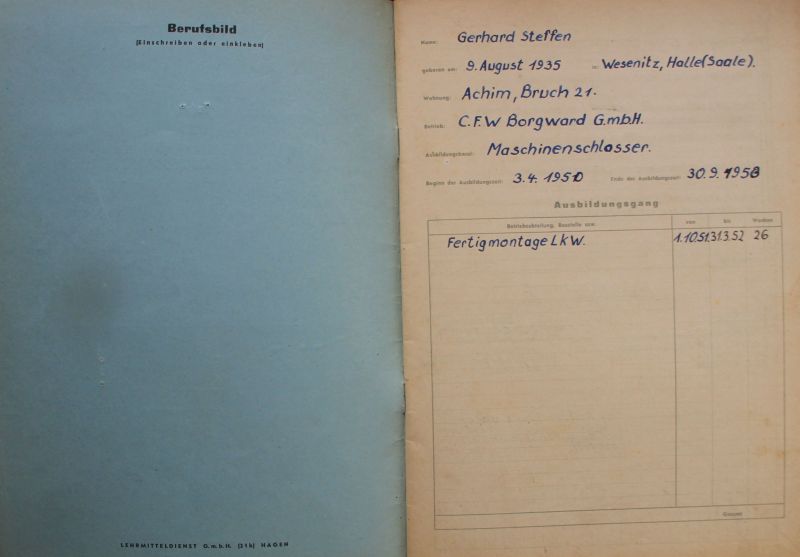 Berufsbild
(Einschreiben oder einkleben)
LEHRMITTELDIENST G.m.b.H. (21b) HAGEN
Name: Gerhard Steffen
geboren am: 9. August 1935 in Wesenitz, Halle (Saale).
Wohnung: Achim, Bruch 21.
Betrieb: C.F.W Borgward G.m.b.H.
Ausbildungsberuf: Maschinenschlosser.
Beginn der Ausbildungszeit: 3.4.1950 Ende der Ausbildungszeit: 30.9.1953
Ausbildungsgang
Betriebsabteilung, Baustelle usw. von bis Wochen
Fertigmontage LKW. 1.10.51. 31.3.52 26
Gesamt